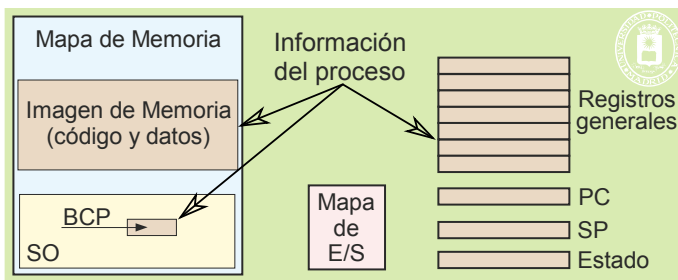 Mapa de Memoria
Imagen de Memoria
(código y datos)
BCP
SO
Información
del proceso
Mapa
de
E/S
Registros
generales
PC
SP
Estado